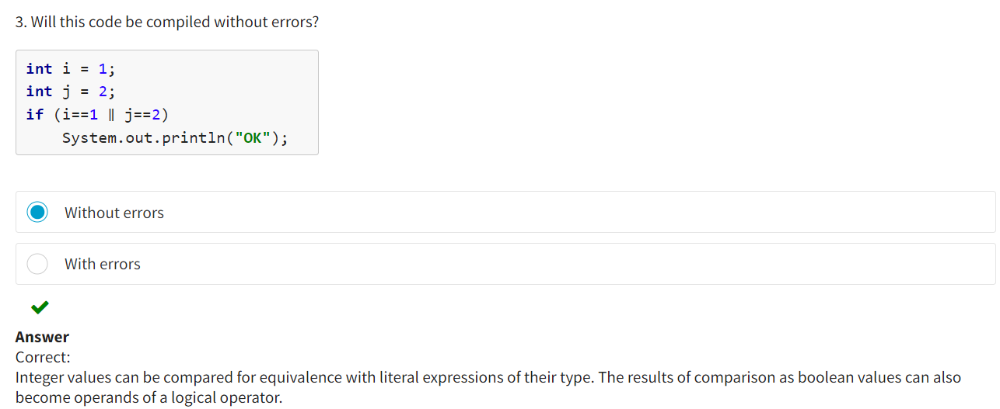 3. Will this code be compiled without errors?
int i = 1;
int j = 2;
if (i==1 || j==2)
    System.out.println("OK");
Without errors
With errors
Answer
Correct:
Integer values can be compared for equivalence with literal expressions of their type. The results of comparison as boolean values can also
become operands of a logical operator.